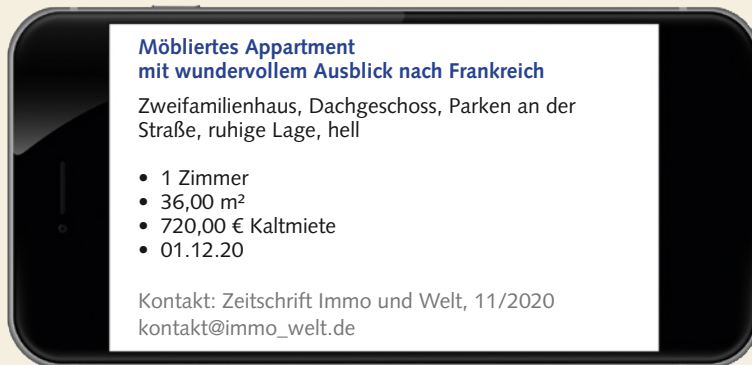 Möbliertes Appartment
mit wundervollem Ausblick nach Frankreich
Zweifamilienhaus, Dachgeschoss, Parken an der
Straße, ruhige Lage, hell
• 1 Zimmer
• 36,00 m²
• 720,00 € Kaltmiete
• 01.12.20
Kontakt: Zeitschrift Immo und Welt, 11/2020
kontakt@immo_welt.de